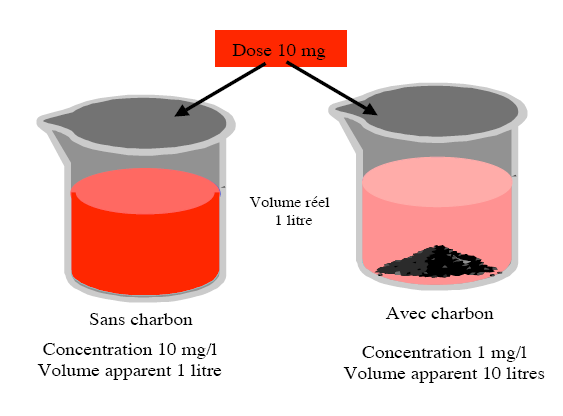 Dose 10 mg
Volume réel
1 litre
Sans charbon
Concentration 10 mg/l
Volume apparent 1 litre
Avec charbon
Concentration 1 mg/l
Volume apparent 10 litres